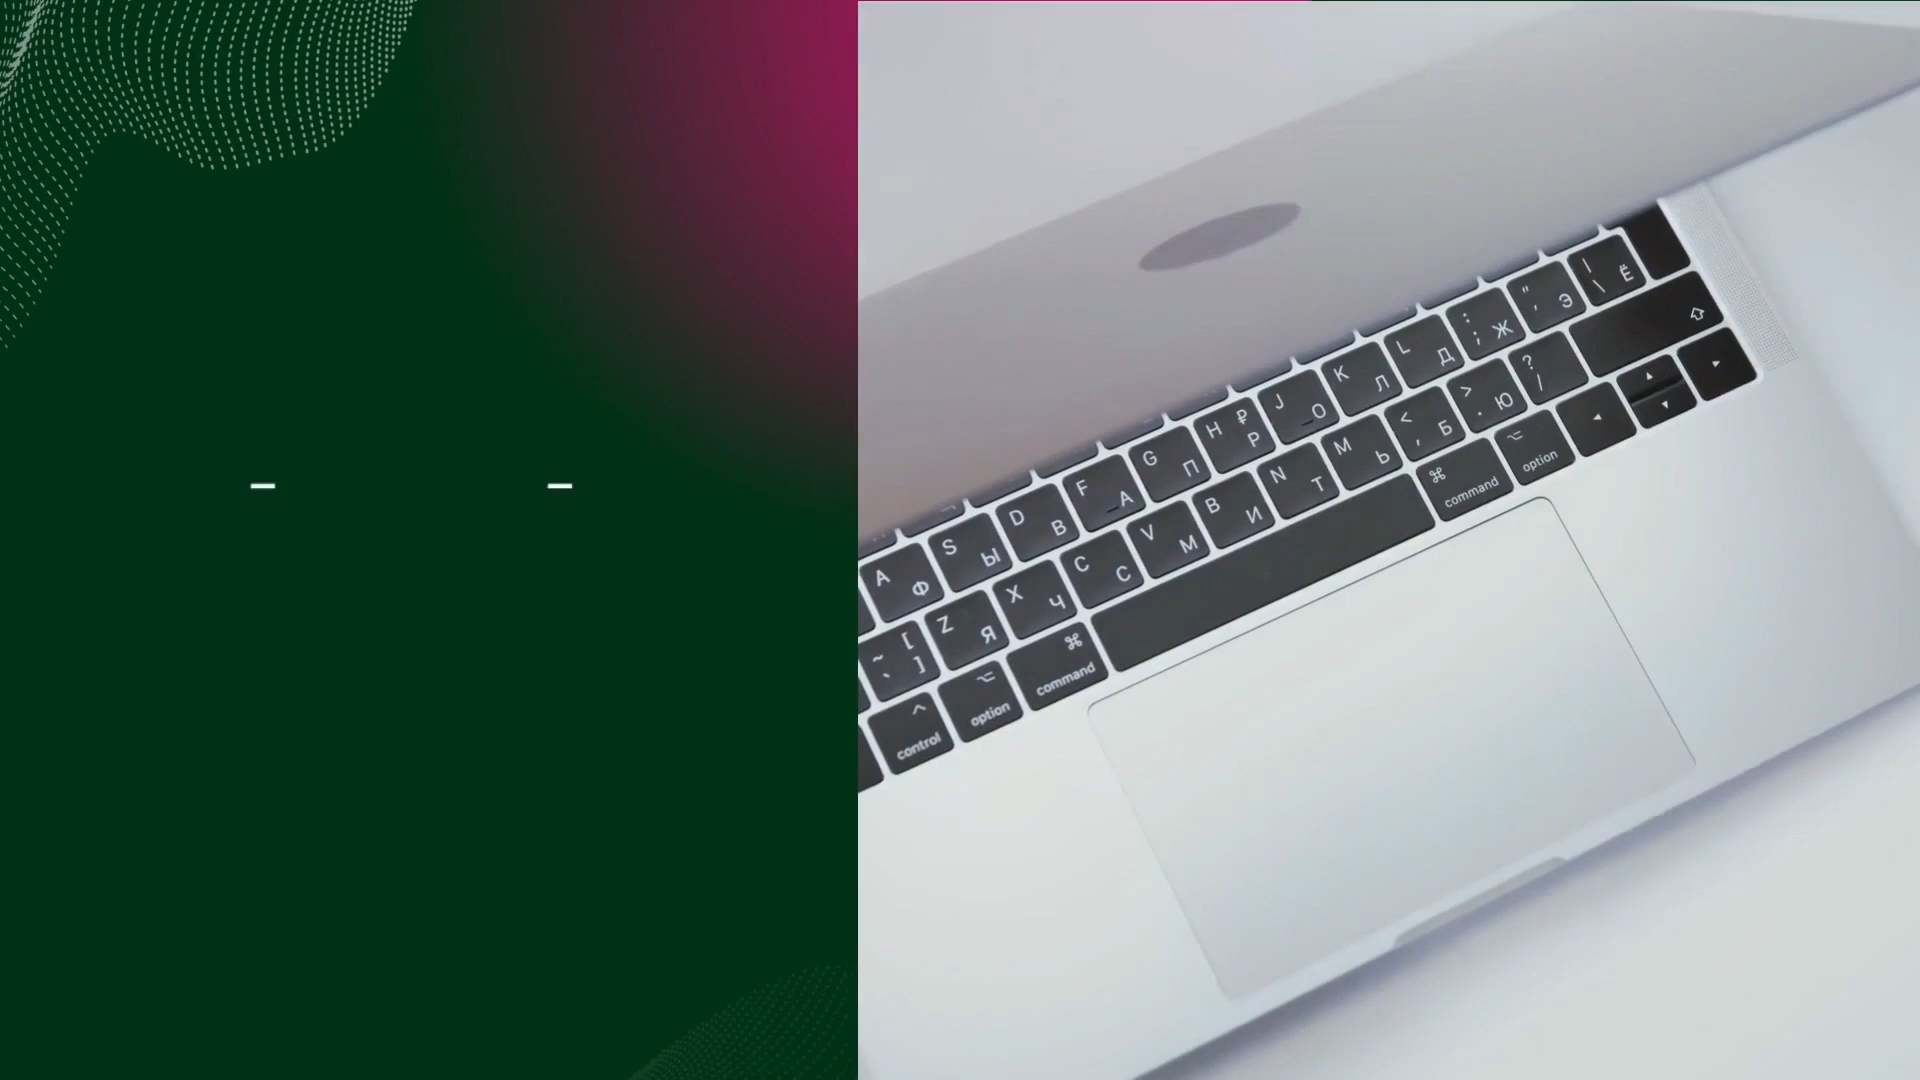 – –
| \ Ё
" ' Э
: ; Ж
L Д
K Л
J О
H ₽ Р
G П
F А
D В
S Ы
A Ф
? /
> . Ю
< , Б
M Ь
N Т
B И
V М
C С
X Ч
Z Я
~ ` [ ]
⌥ option
⌘ command
⌘ command
⌥ option
^ control